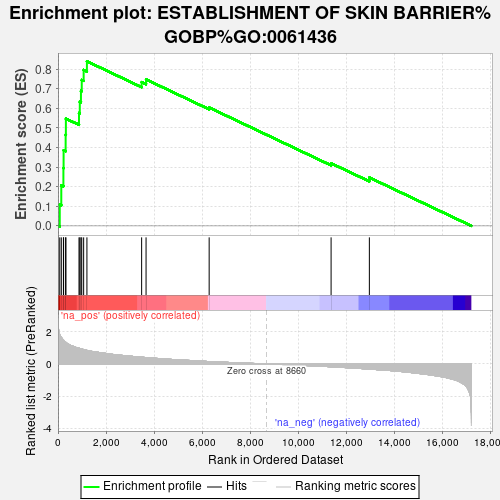 Enrichment plot: ESTABLISHMENT OF SKIN BARRIER%
GOBP%GO:0061436
Enrichment score (ES)
0.8
0.7
0.6
0.5
0.4
0.3
0.2
0.1
0.0
'na_pos' (positively correlated)
Ranked list metric (PreRanked)
2
0
-2
-4
Zero cross at 8660
'na_neg' (negatively correlated)
0 2,000 4,000 6,000 8,000 10,000 12,000 14,000 16,000 18,000
Rank in Ordered Dataset
Enrichment profile Hits Ranking metric scores